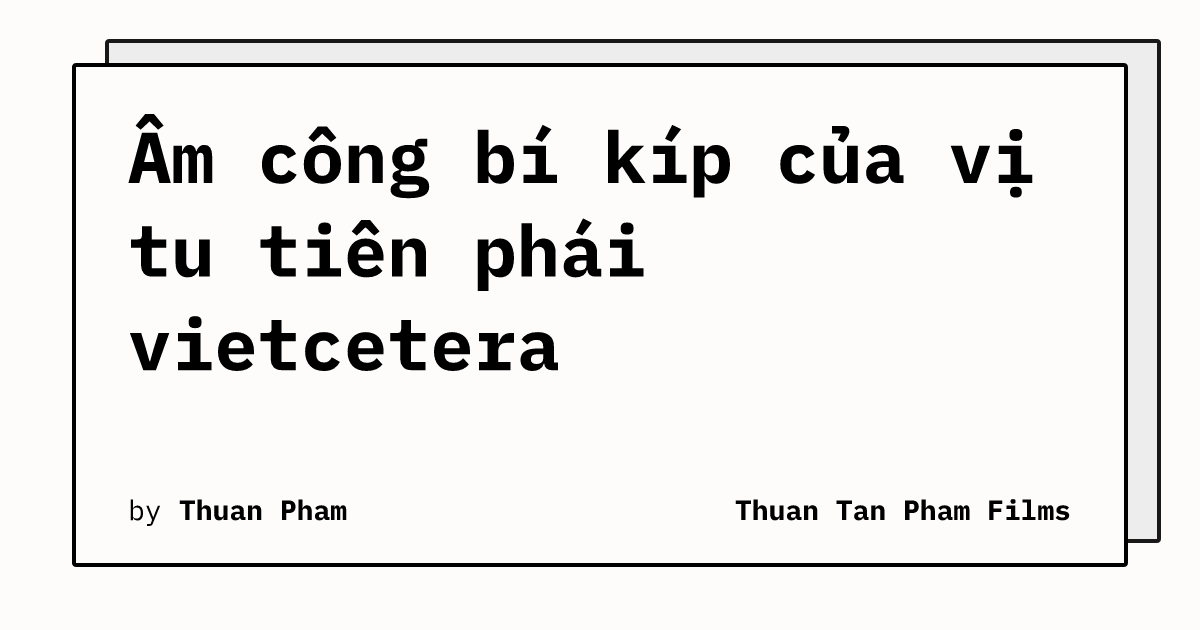 Âm công bí kíp của vị
tu tiên phái
vietcetera
by Thuan Pham
Thuan Tan Pham Films